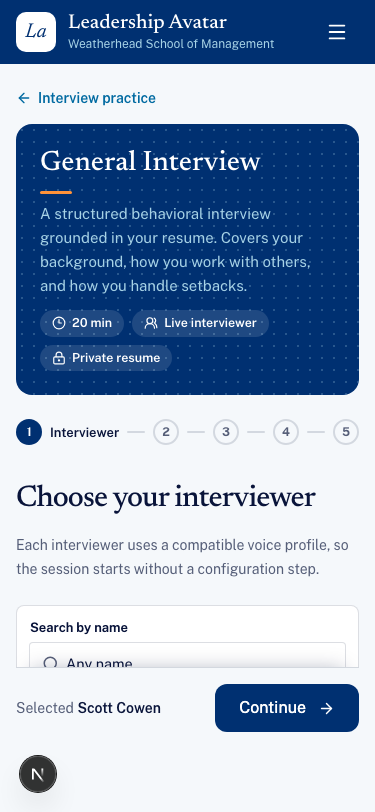 La
Leadership Avatar
Weatherhead School of Management
Interview practice
General Interview
A structured behavioral interview
grounded in your resume. Covers your
background, how you work with others,
and how you handle setbacks.
20 min
Live interviewer
Private resume
1 Interviewer 2 3 4 5
Choose your interviewer
Each interviewer uses a compatible voice profile, so
the session starts without a configuration step.
Search by name
Any name
Selected Scott Cowen
Continue
N